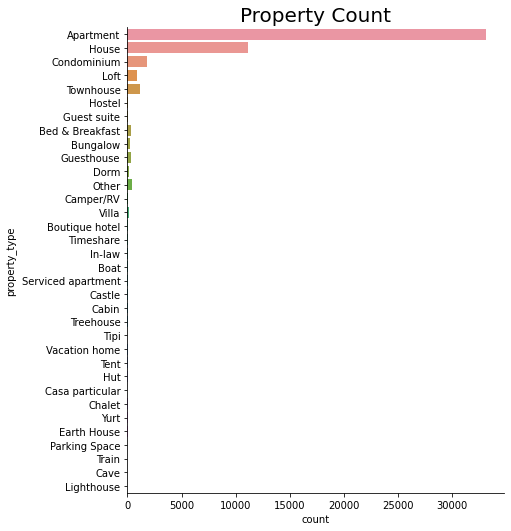 Property Count
Apartment
House
Condominium
Loft
Townhouse
Hostel
Guest suite
Bed & Breakfast
Bungalow
Guesthouse
Dorm
Other
Camper/RV
Villa
Boutique hotel
Timeshare
In-law
Boat
Serviced apartment
Castle
Cabin
Treehouse
Tipi
Vacation home
Tent
Hut
Casa particular
Chalet
Yurt
Earth House
Parking Space
Train
Cave
Lighthouse
property_type
0 5000 10000 15000 20000 25000 30000
count